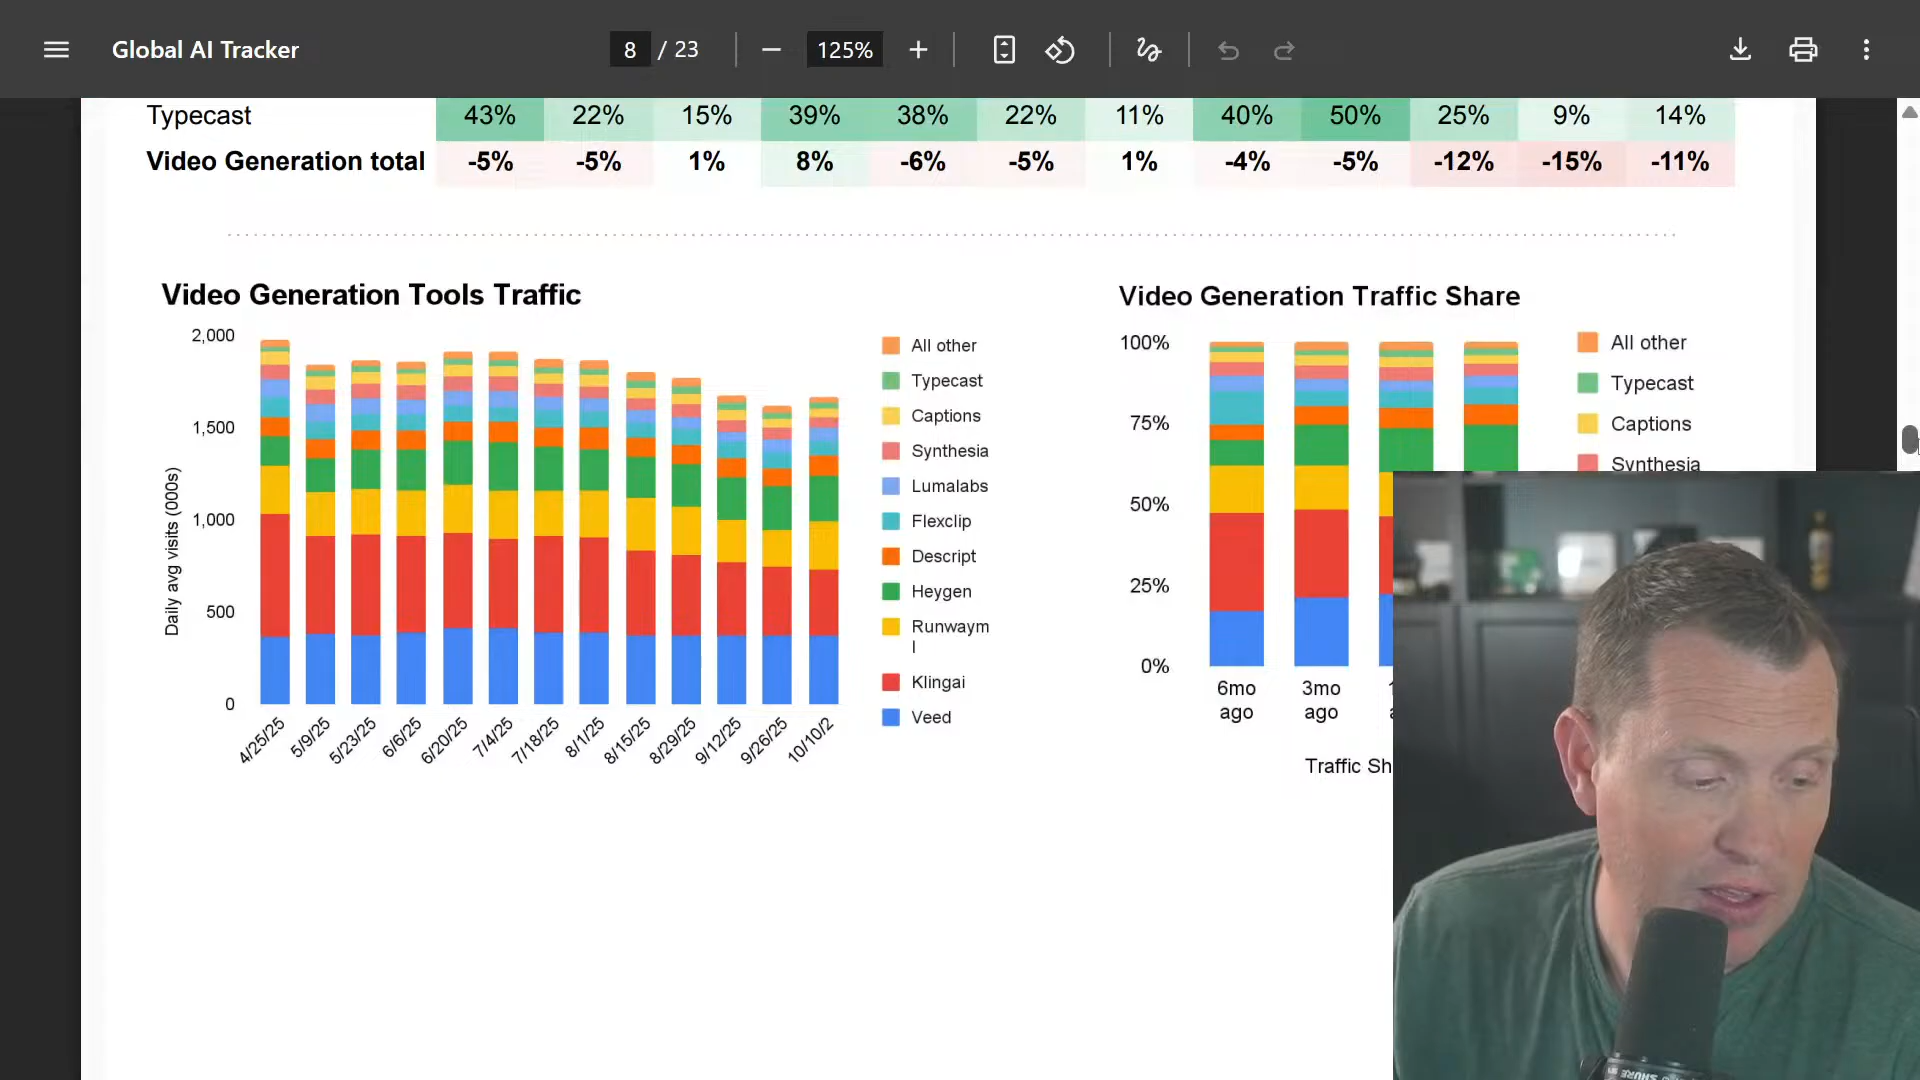 Global AI Tracker
8 / 23
125%
Typecast 43% 22% 15% 39% 38% 22% 11% 40% 50% 25% 9% 14%
Video Generation total -5% -5% 1% 8% -6% -5% 1% -4% -5% -12% -15% -11%
Video Generation Tools Traffic
Daily avg visits (000s)
2,000
1,500
1,000
500
0
4/25/25
5/9/25
5/23/25
6/6/25
6/20/25
7/4/25
7/18/25
8/1/25
8/15/25
8/29/25
9/12/25
9/26/25
10/10/2
All other
Typecast
Captions
Synthesia
Lumalabs
Flexclip
Descript
Heygen
Runwaym
l
Klingai
Veed
Video Generation Traffic Share
100%
75%
50%
25%
0%
6mo
ago
3mo
ago
Traffic Sh
All other
Typecast
Captions
Synthesia
SHURE